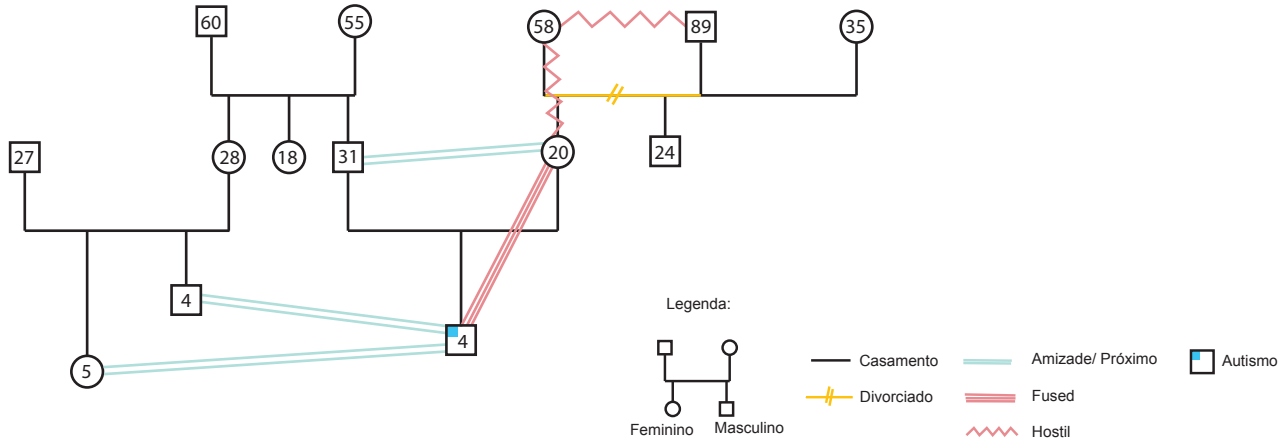 60
55
58
89
35
27
28
18
31
20
24
4
4
5
Legenda:
Feminino
Masculino
Casamento
Divorciado
Amizade/ Próximo
Fused
Hostil
Autismo